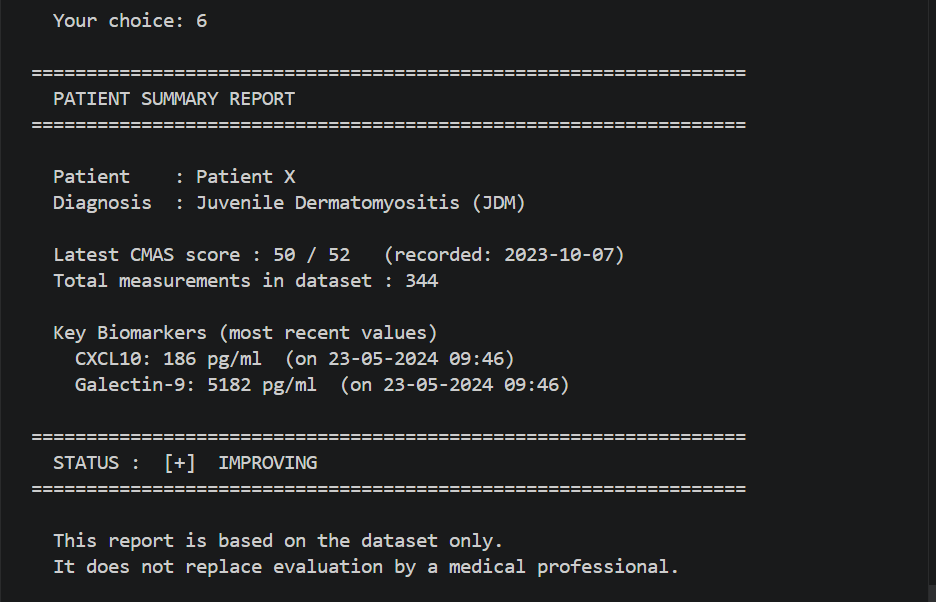 Your choice: 6
=================================================================
PATIENT SUMMARY REPORT
=================================================================
Patient    : Patient X
Diagnosis  : Juvenile Dermatomyositis (JDM)
Latest CMAS score : 50 / 52   (recorded: 2023-10-07)
Total measurements in dataset : 344
Key Biomarkers (most recent values)
CXCL10: 186 pg/ml  (on 23-05-2024 09:46)
Galectin-9: 5182 pg/ml  (on 23-05-2024 09:46)
=================================================================
STATUS :  [+]  IMPROVING
=================================================================
This report is based on the dataset only.
It does not replace evaluation by a medical professional.